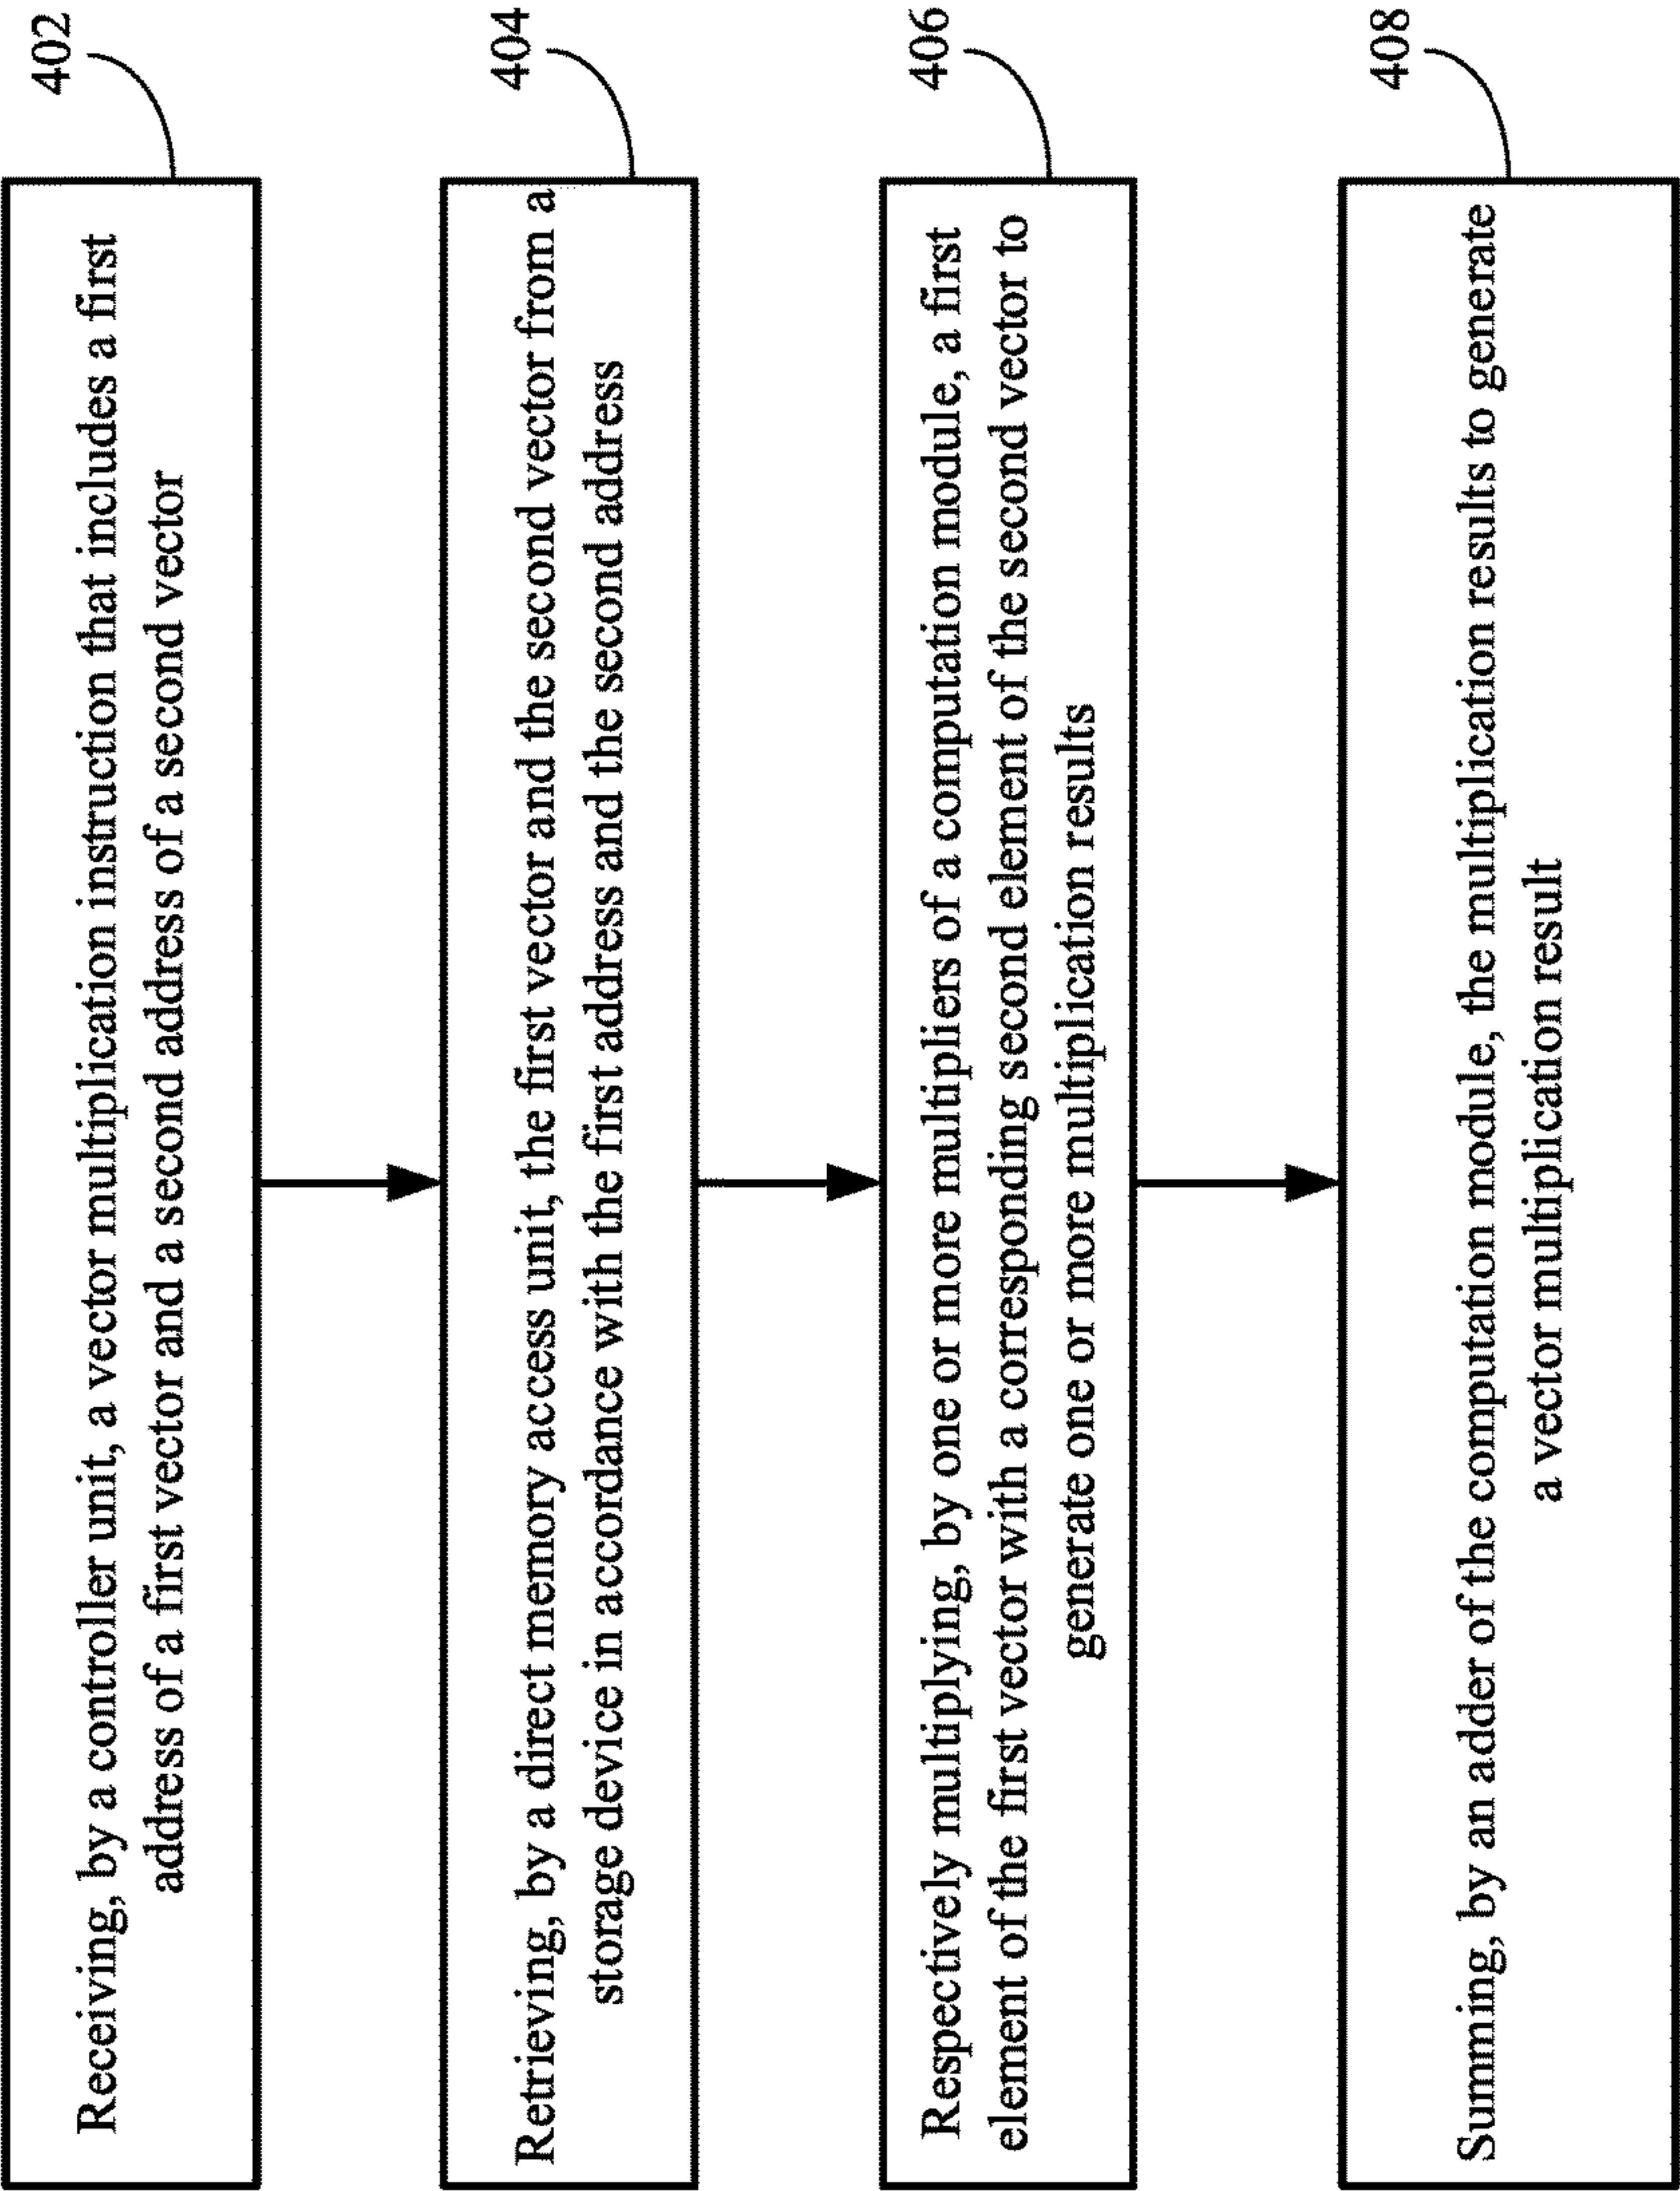 402
Receiving, by a controller unit, a vector multiplication instruction that includes a first
address of a first vector and a second address of a second vector
404
Retrieving, by a direct memory access unit, the first vector and the second vector from a
storage device in accordance with the first address and the second address
406
Respectively multiplying, by one or more multipliers of a computation module, a first
element of the first vector with a corresponding second element of the second vector to
generate one or more multiplication results
408
Summing, by an adder of the computation module, the multiplication results to generate
a vector multiplication result